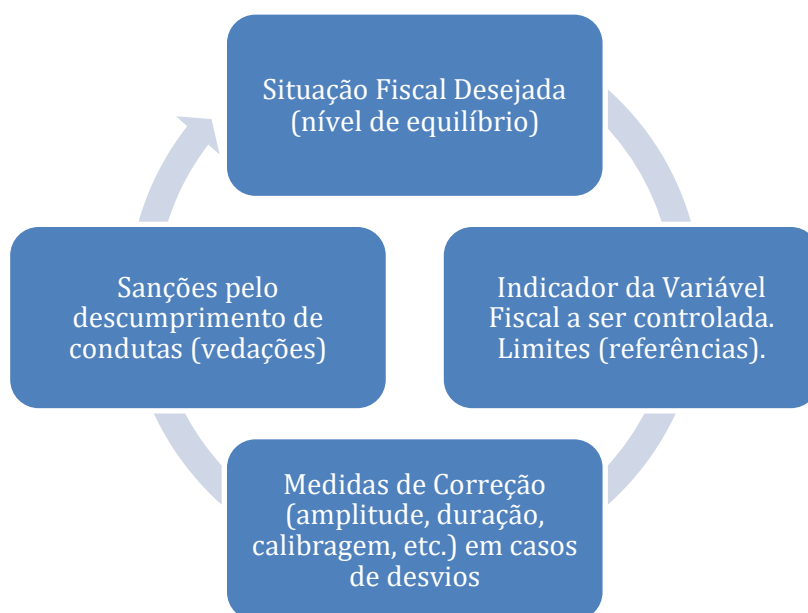 Situação Fiscal Desejada
(nível de equilíbrio)
Indicador da Variável
Fiscal a ser controlada.
Limites (referências).
Medidas de Correção
(amplitude, duração,
calibragem, etc.) em casos
de desvios
Sanções pelo
descumprimento de
condutas (vedações)